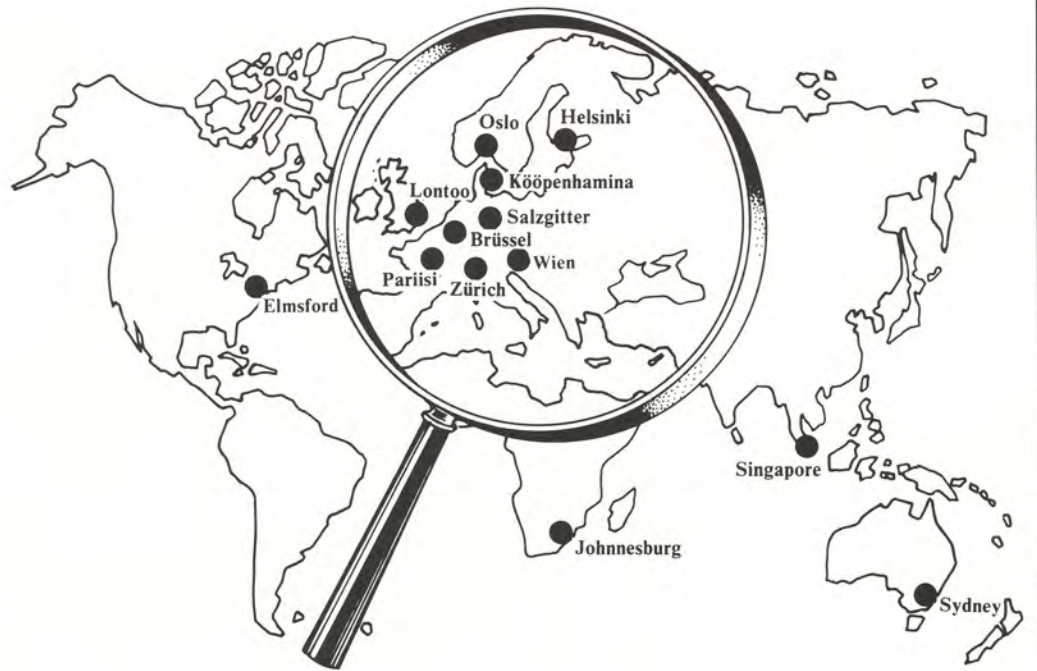 Oslo
Helsinki
Kööpenhamina
Lontoo
Salzgitter
Brüssel
Wien
Pariisi
Zürich
Elmsford
Singapore
Johnnesburg
Sydney